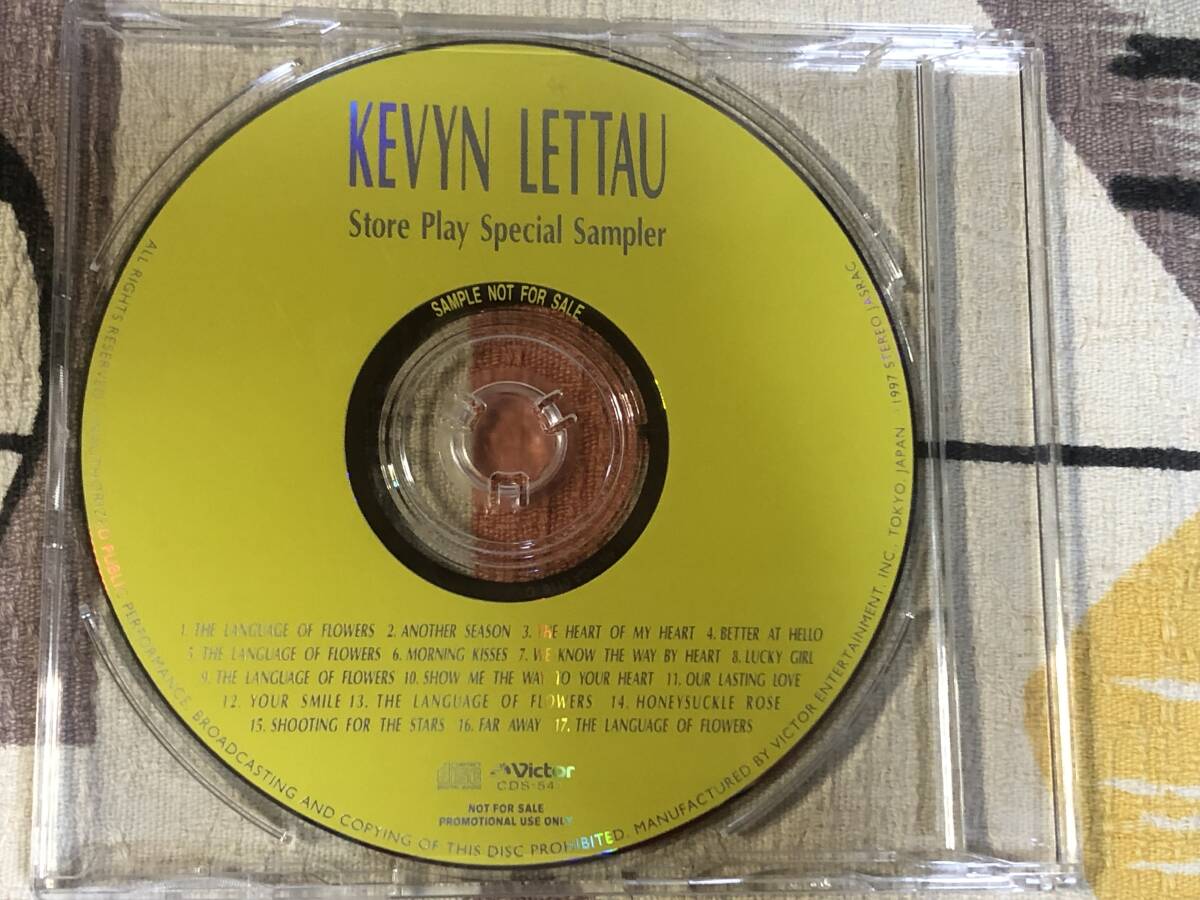 KEVYN LETTAU
Store Play Special Sampler
SAMPLE NOT FOR SALE
1. THE LANGUAGE OF FLOWERS 2. ANOTHER SEASON 3. THE HEART OF MY HEART 4. BETTER AT HELLO
5. THE LANGUAGE OF FLOWERS 6. MORNING KISSES 7. WE KNOW THE WAY BY HEART 8. LUCKY GIRL
9. THE LANGUAGE OF FLOWERS 10. SHOW ME THE WAY TO YOUR HEART 11. OUR LASTING LOVE
12. YOUR SMILE 13. THE LANGUAGE OF FLOWERS 14. HONEYSUCKLE ROSE
15. SHOOTING FOR THE STARS 16. FAR AWAY 17. THE LANGUAGE OF FLOWERS
Victor
CDS-54
NOT FOR SALE
PROMOTIONAL USE ONLY
ALL RIGHTS RESERVED. PUBLIC PERFORMANCE, BROADCASTING AND COPYING OF THIS DISC PROHIBITED. MANUFACTURED BY VICTOR ENTERTAINMENT, INC. TOKYO, JAPAN 1997 STEREO JASRAC